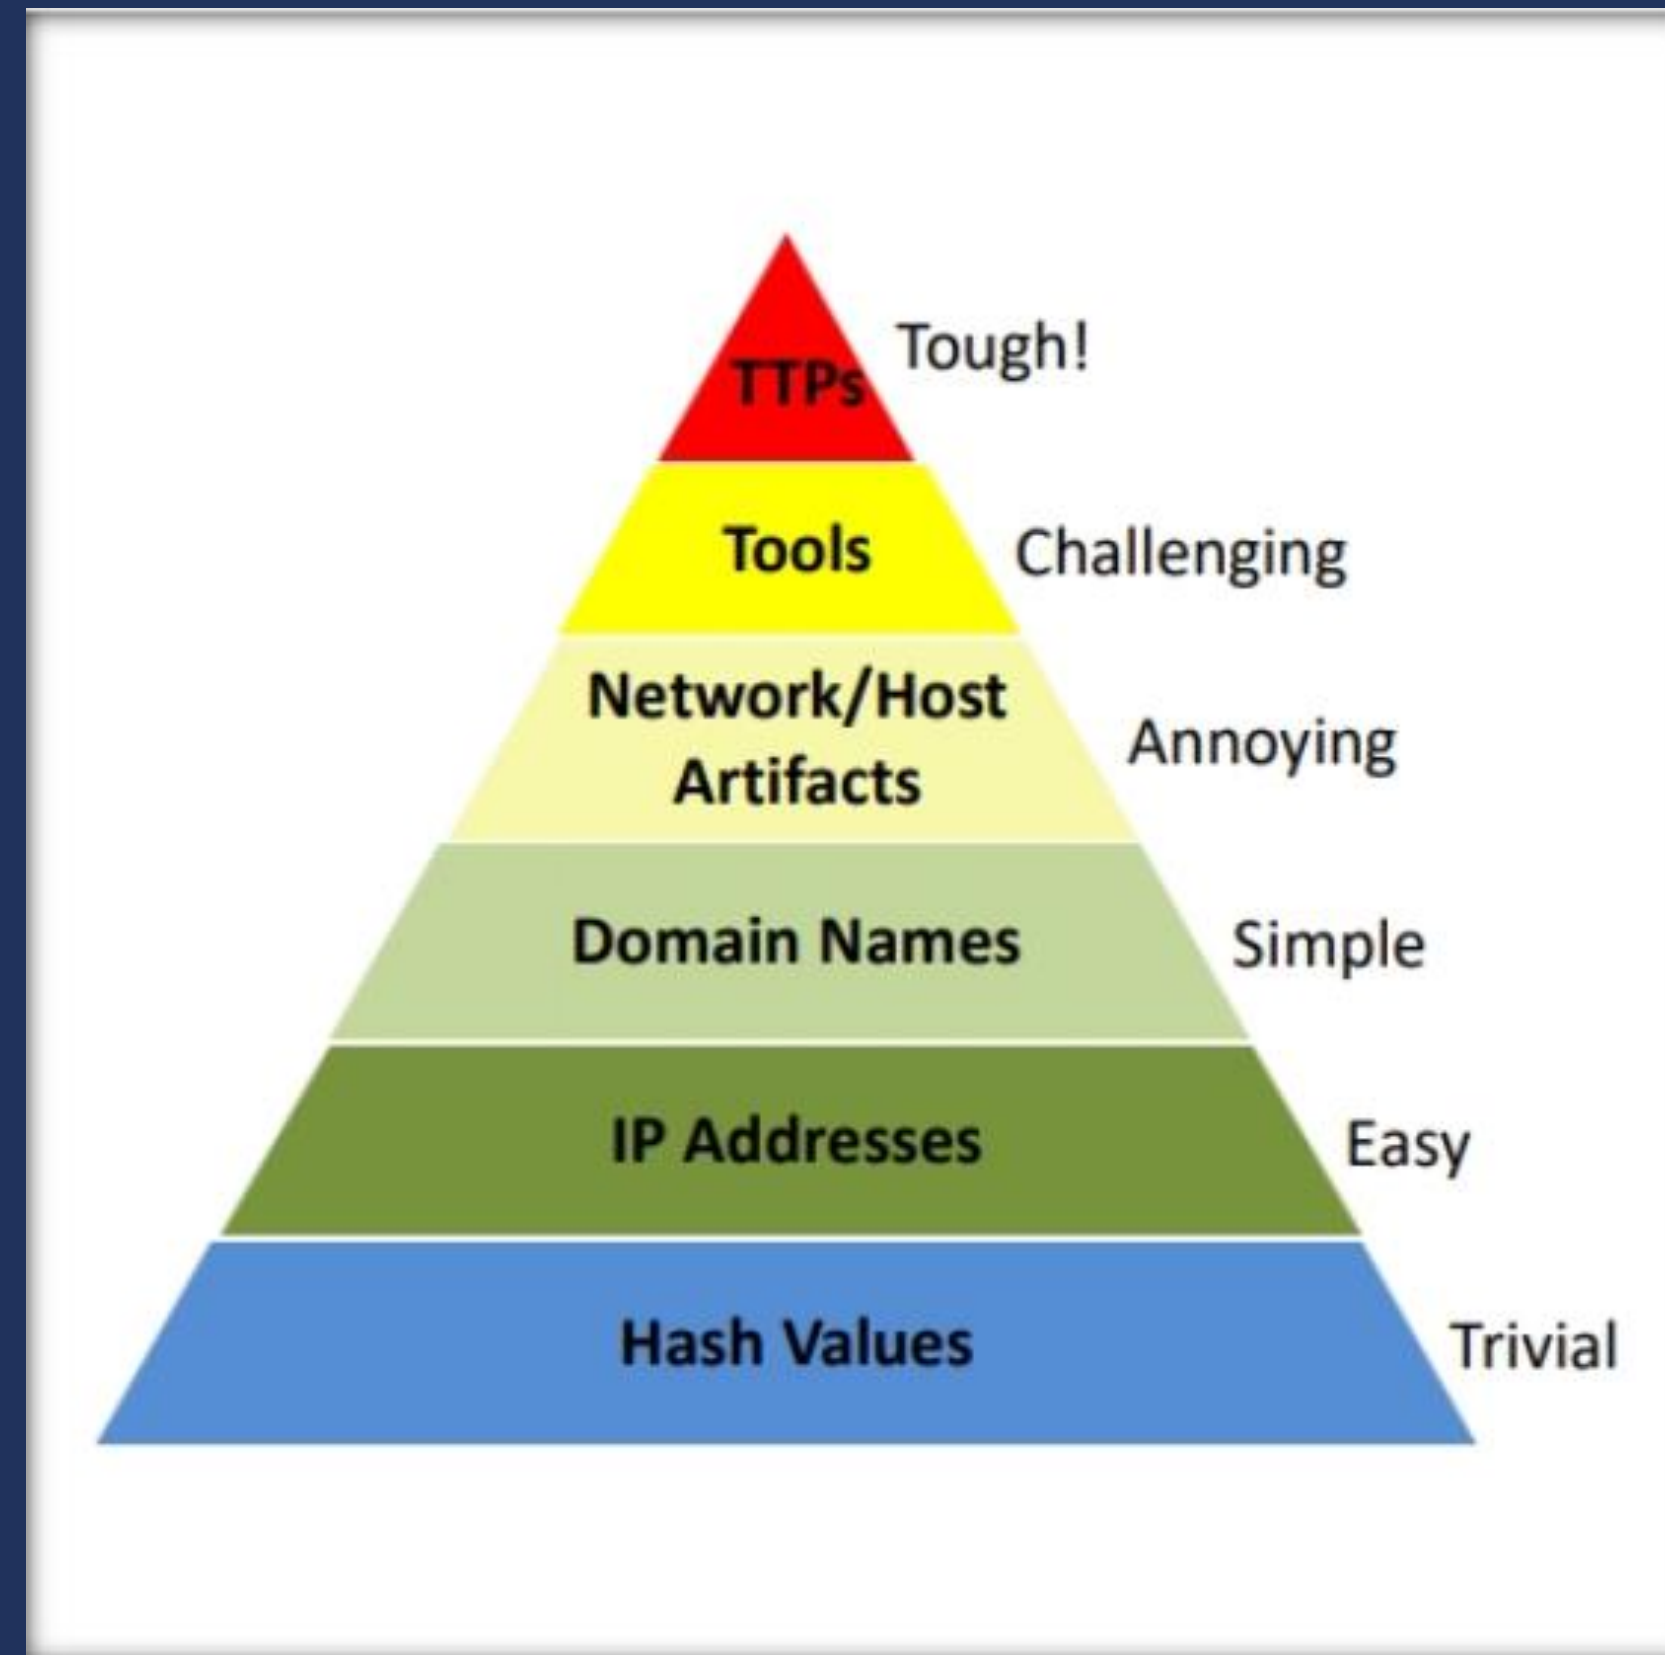 TTPs
Tough!
Tools
Challenging
Network/Host
Artifacts
Annoying
Domain Names
Simple
IP Addresses
Easy
Hash Values
Trivial